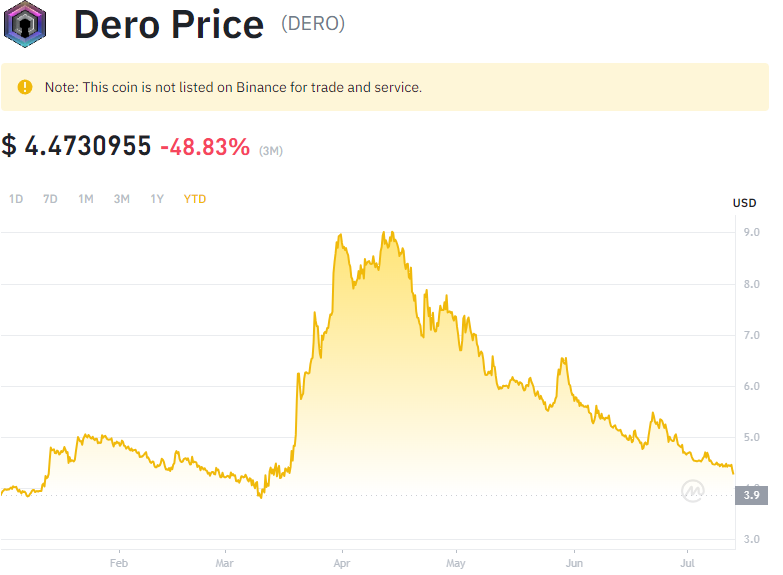 Dero Price (DERO)
Note: This coin is not listed on Binance for trade and service.
$ 4.4730955 -48.83% (3M)
1D 7D 1M 3M 1Y YTD
USD
9.0
8.0
7.0
6.0
5.0
3.9
3.0
Feb Mar Apr May Jun Jul